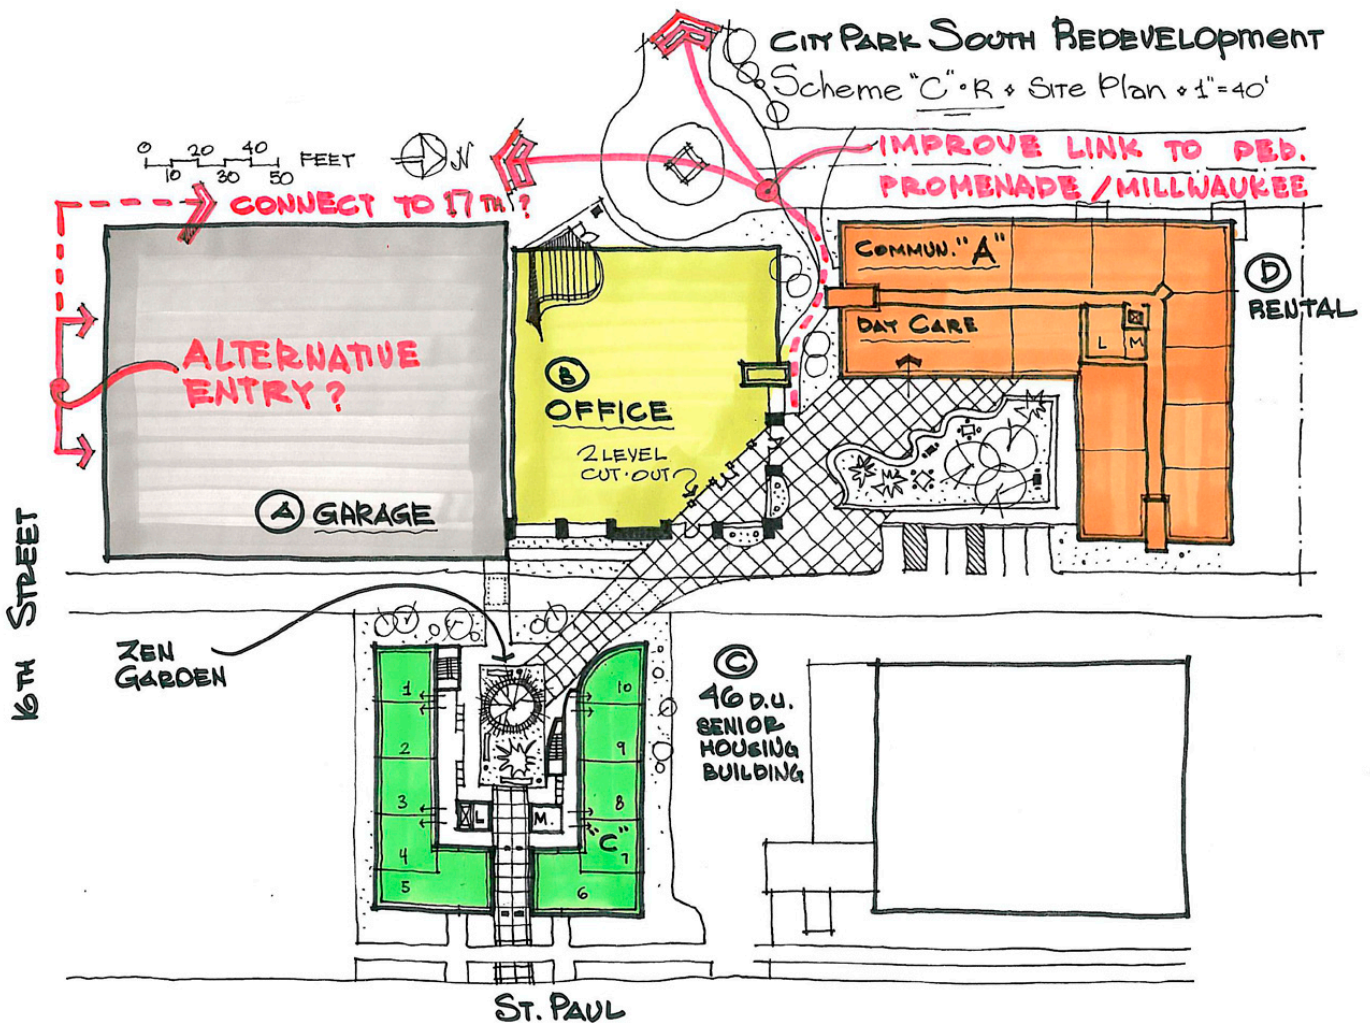 CITY PARK SOUTH REDEVELOPMENT
Scheme "C"·R ⋄ SITE Plan ⋄ 1"=40'
0 20 40 FEET
10 30 50
N
IMPROVE LINK TO PED.
PROMENADE / MILLWAUKEE
CONNECT TO 17TH?
ALTERNATIVE
ENTRY?
A GARAGE
B
OFFICE
2 LEVEL
CUT·OUT
COMMUN. "A"
DAY CARE
L M
D
RENTAL
16TH STREET
ZEN
GARDEN
C
46 D.U.
SENIOR
HOUSING
BUILDING
1
2
3
4
5
10
9
8
7
6
L M.
"C"
ST. PAUL